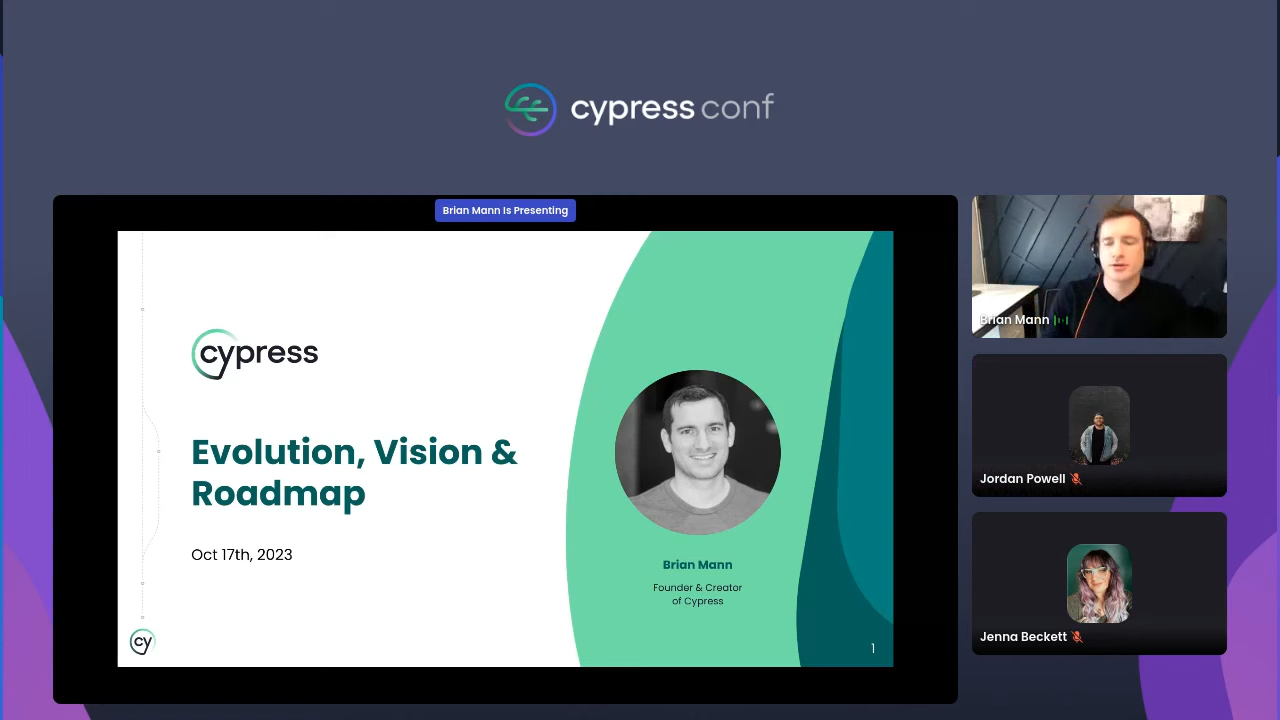 cypress conf
Brian Mann Is Presenting
cypress
Evolution, Vision &
Roadmap
Oct 17th, 2023
Brian Mann
Founder & Creator
of Cypress
cy
1
Brian Mann
Jordan Powell
Jenna Beckett